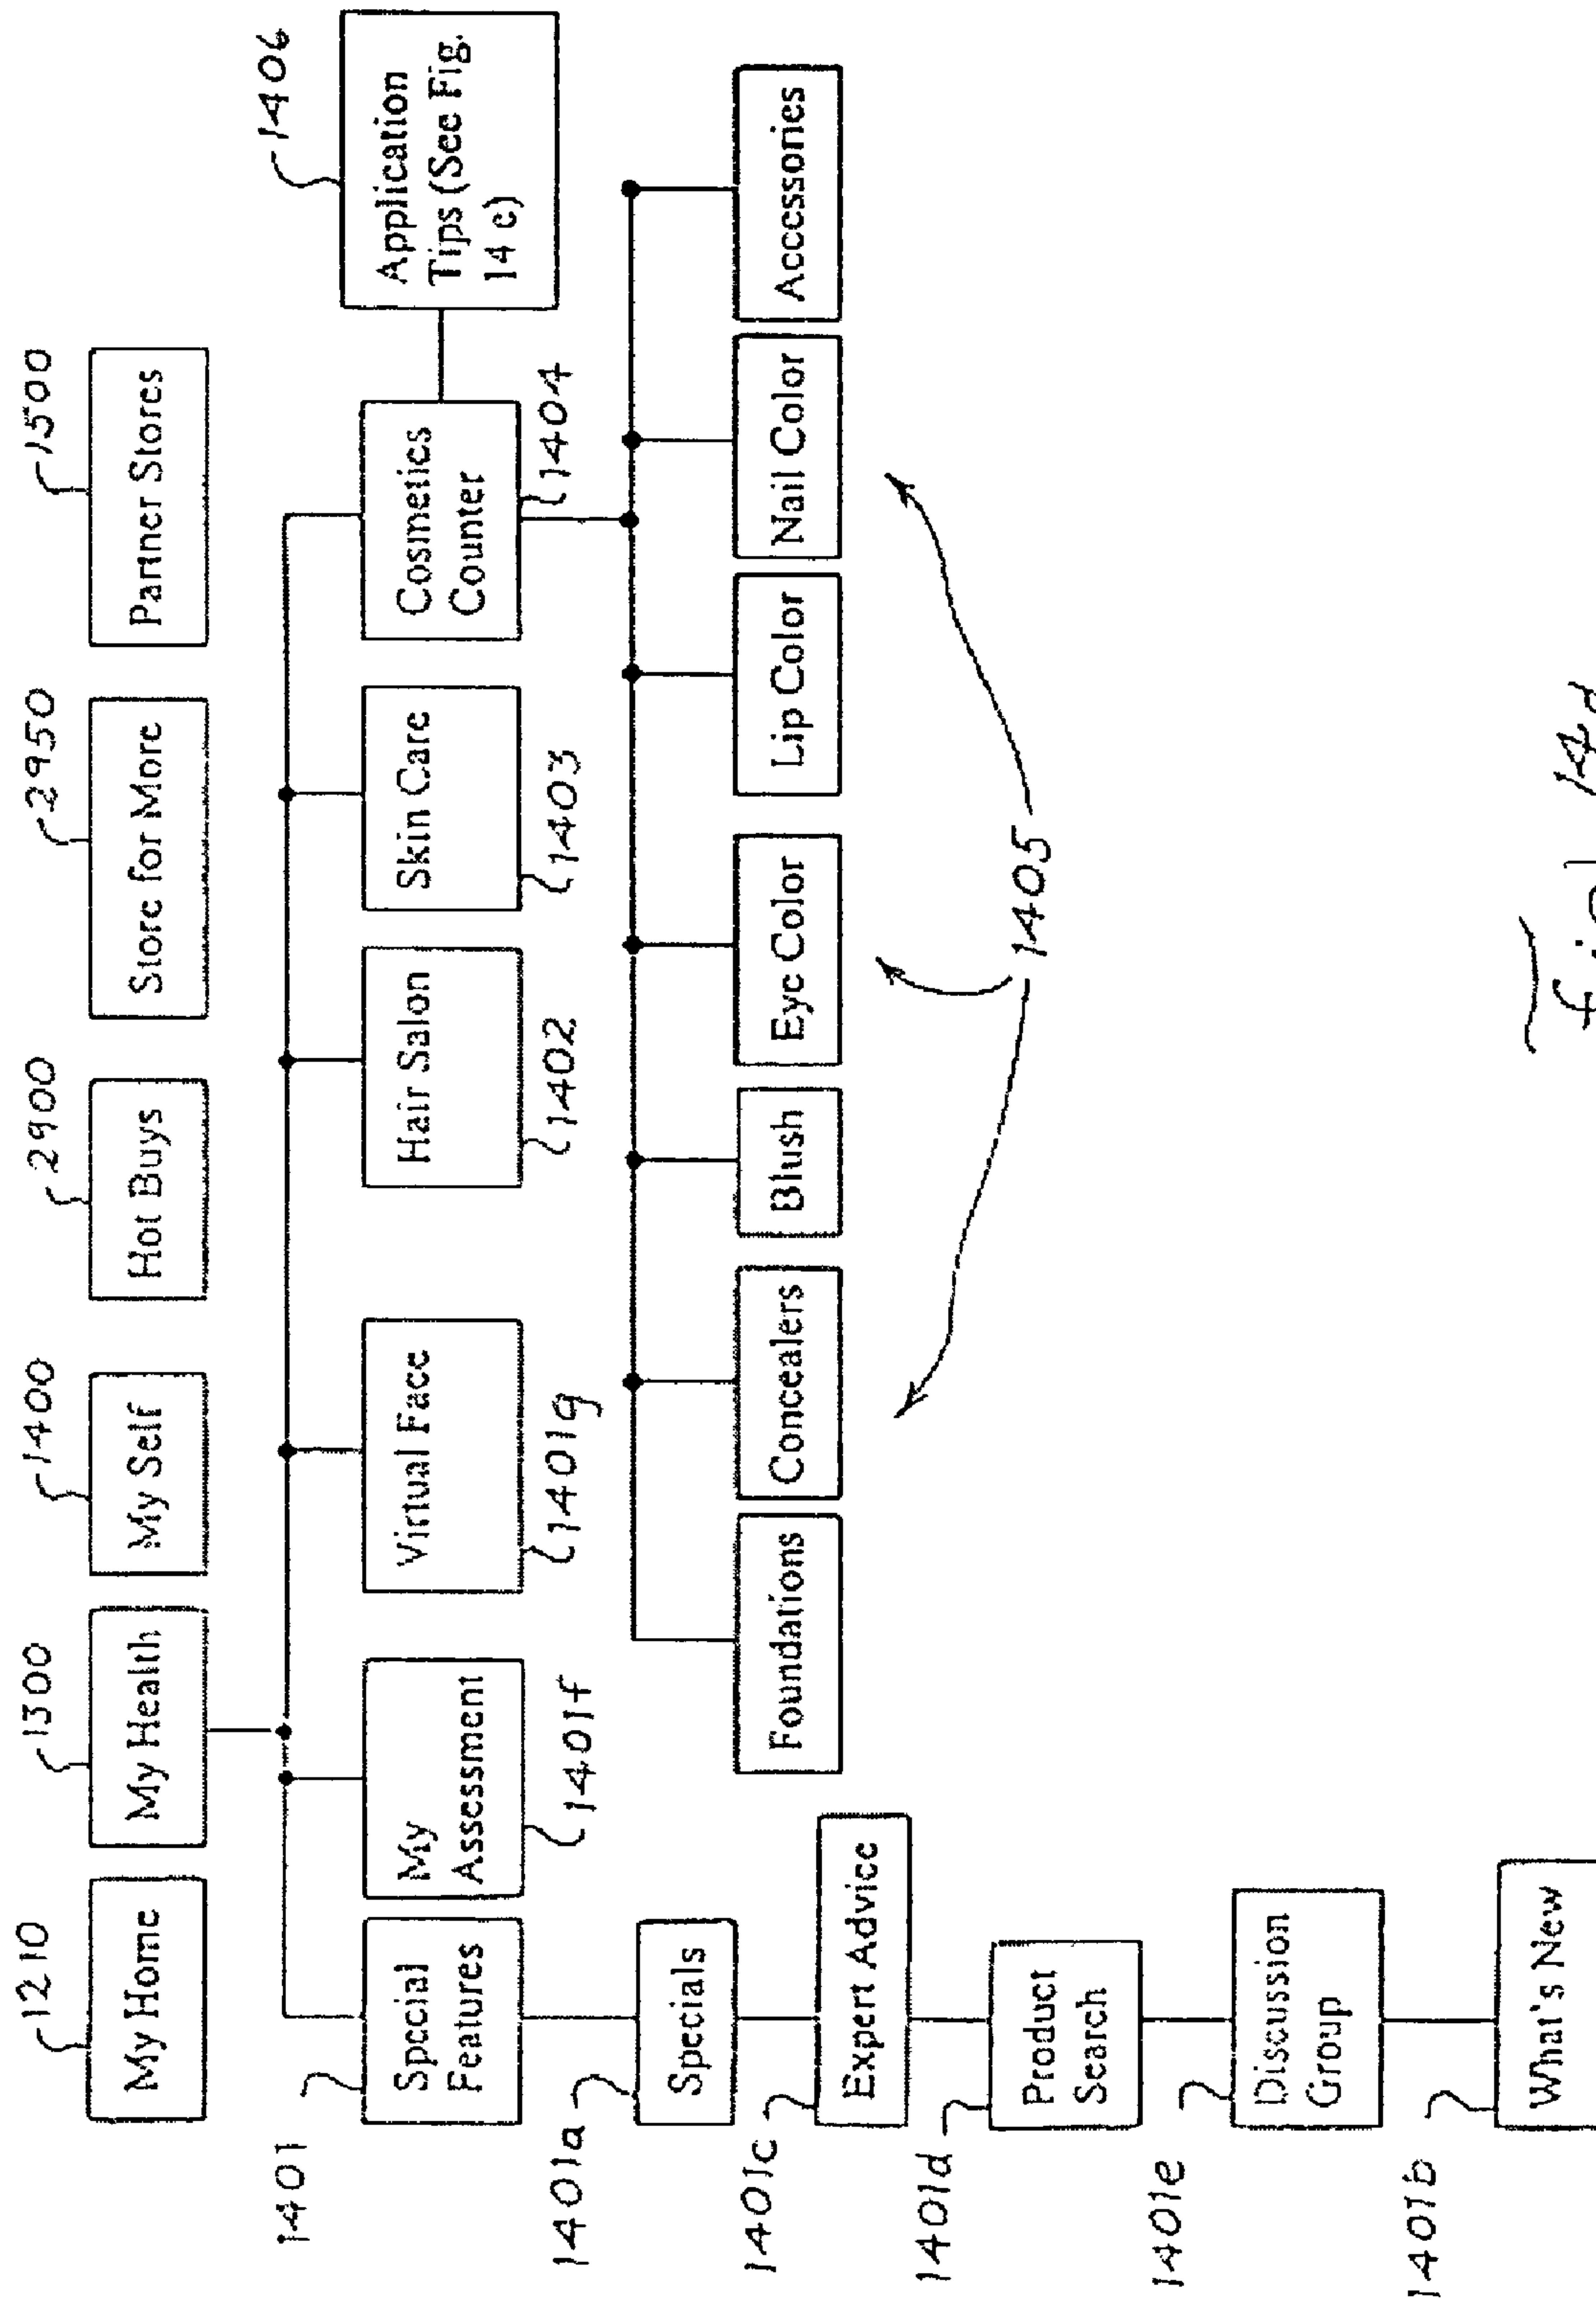 1210
1300
1400
2900
2950
1500
My Home
My Health
My Self
Hot Buys
Store for More
Partner Stores
1401
1406
Special
Features
My
Assessment
Virtual Face
Hair Salon
Skin Care
Cosmetics
Counter
Application
Tips (See Fig.
14 c)
1401f
1401g
1402
1403
1404
1401a
Specials
Foundations
Concealers
Blush
Eye Color
Lip Color
Nail Color
Accessories
1401c
Expert Advice
1405
1401d
Product
Search
1401e
Discussion
Group
1401b
What's New